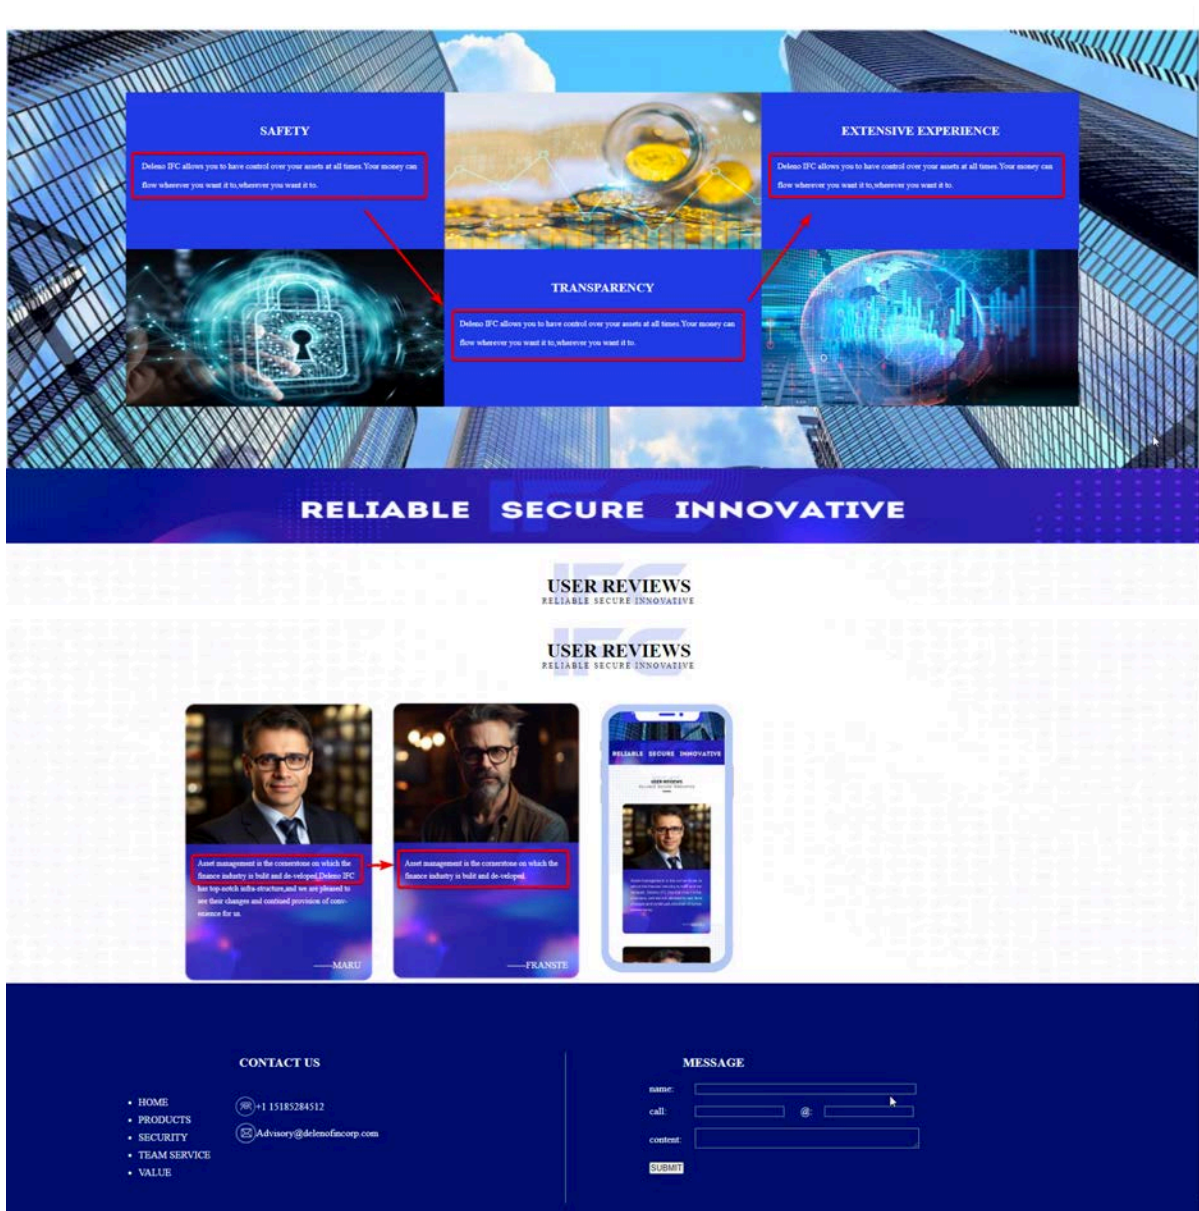 SAFETY
Deleno IFC allows you to have control over your assets at all times.Your money can
flow wherever you want it to,wherever you want it to.
EXTENSIVE EXPERIENCE
Deleno IFC allows you to have control over your assets at all times.Your money can
flow wherever you want it to,wherever you want it to.
TRANSPARENCY
Deleno IFC allows you to have control over your assets at all times.Your money can
flow wherever you want it to,wherever you want it to.
IFC
RELIABLE SECURE INNOVATIVE
IFC
USER REVIEWS
RELIABLE SECURE INNOVATIVE
IFC
USER REVIEWS
RELIABLE SECURE INNOVATIVE
Asset management is the cornerstone on which the
finance industry is bulit and de-veloped.Deleno IFC
has top-notch infra-structure,and we are pleased to
see their changes and contined provision of conv-
enience for us.
——MARU
Asset management is the cornerstone on which the
finance industry is bulit and de-veloped.
——FRANSTE
RELIABLE SECURE INNOVATIVE
USER REVIEWS
CONTACT US
HOME
PRODUCTS
SECURITY
TEAM SERVICE
VALUE
+1 15185284512
Advisory@delenofincorp.com
MESSAGE
name:
call:
@:
content:
SUBMIT